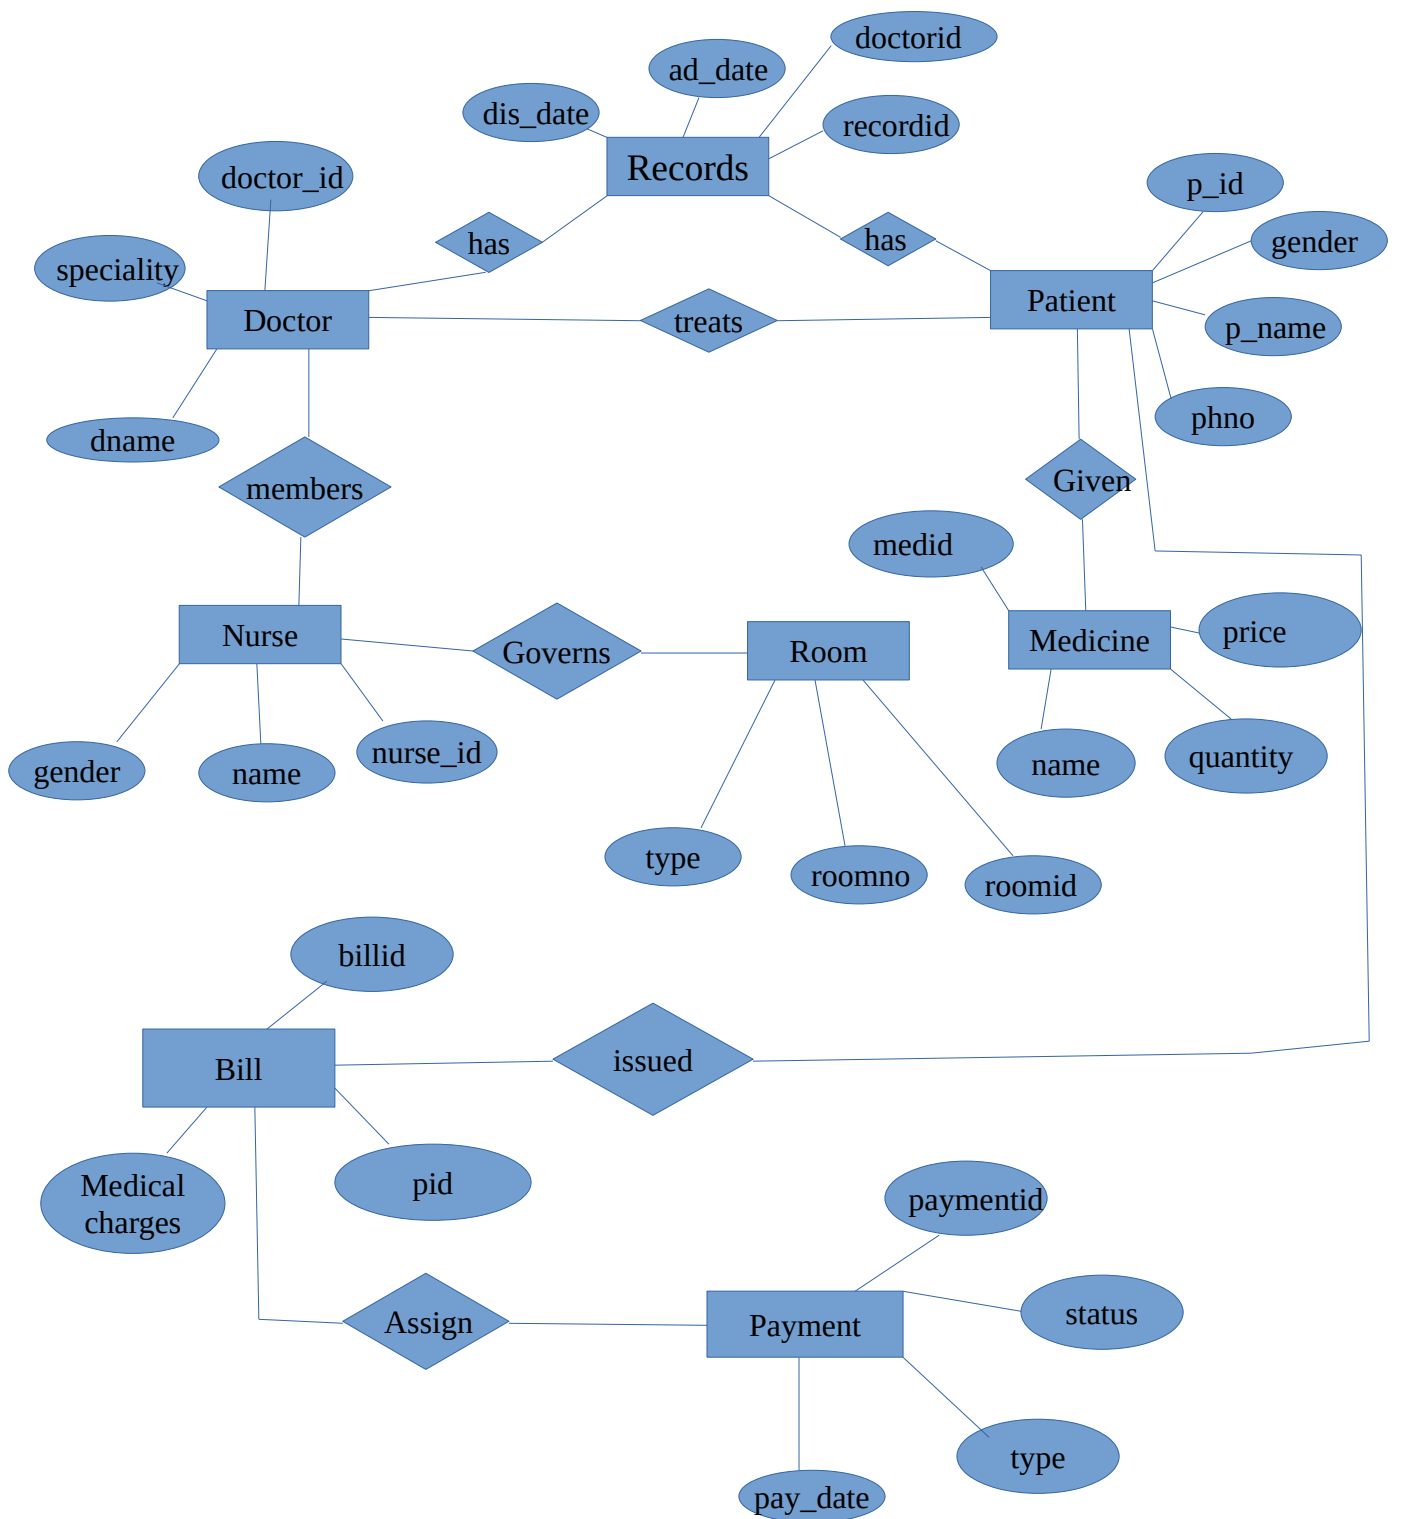 doctorid
ad_date
dis_date
recordid
Records
doctor_id
p_id
has
has
gender
speciality
Doctor
treats
Patient
p_name
dname
phno
members
Given
medid
Nurse
Governs
Room
Medicine
price
gender
name
nurse_id
name
quantity
type
roomno
roomid
billid
Bill
issued
Medical
charges
pid
paymentid
Assign
Payment
status
type
pay_date